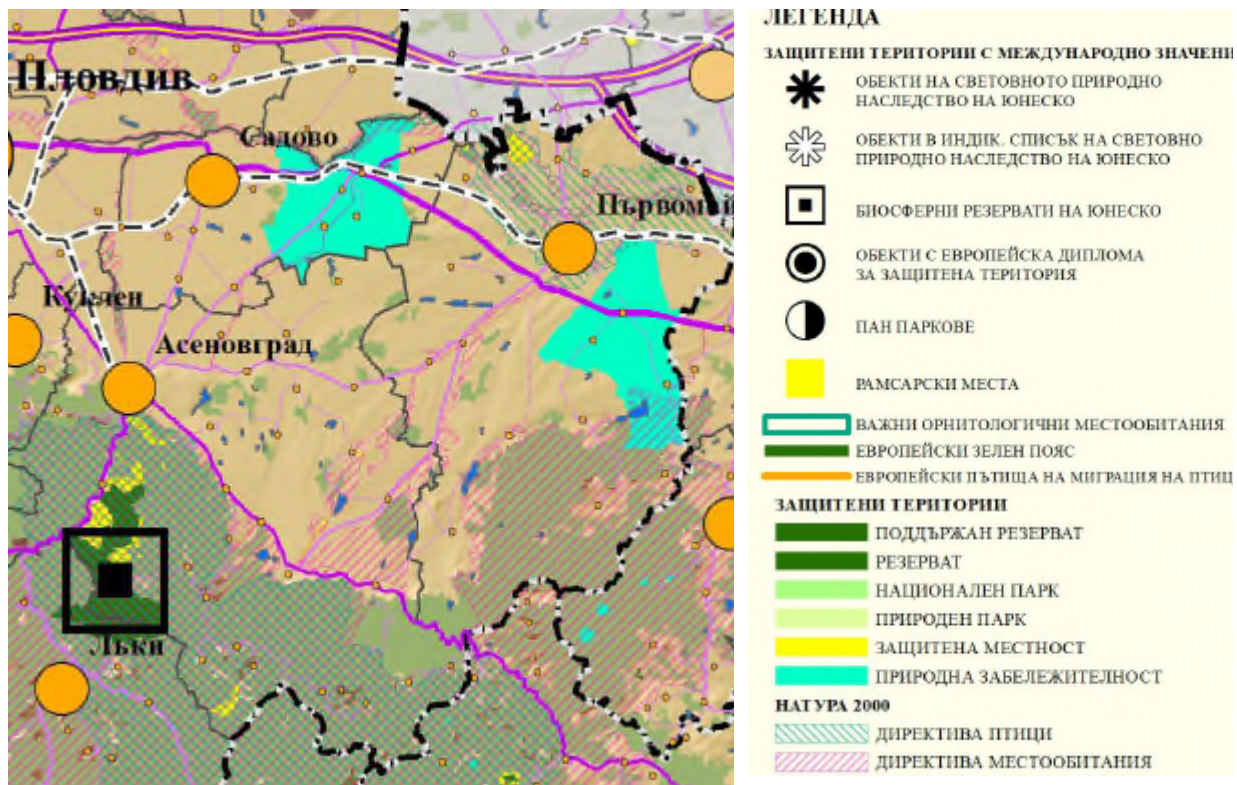 Пловдив
Садово
Първомай
Куклен
Асеновград
Лъки
ЛЕГЕНДА
ЗАЩИТЕНИ ТЕРИТОРИИ С МЕЖДУНАРОДНО ЗНАЧЕНИ
ОБЕКТИ НА СВЕТОВНОТО ПРИРОДНО
НАСЛЕДСТВО НА ЮНЕСКО
ОБЕКТИ В ИНДИК. СПИСЪК НА СВЕТОВНО
ПРИРОДНО НАСЛЕДСТВО НА ЮНЕСКО
БИОСФЕРНИ РЕЗЕРВАТИ НА ЮНЕСКО
ОБЕКТИ С ЕВРОПЕЙСКА ДИПЛОМА
ЗА ЗАЩИТЕНА ТЕРИТОРИЯ
ПАН ПАРКОВЕ
РАМСАРСКИ МЕСТА
ВАЖНИ ОРНИТОЛОГИЧНИ МЕСТООБИТАНИЯ
ЕВРОПЕЙСКИ ЗЕЛЕН ПОЯС
ЕВРОПЕЙСКИ ПЪТИЩА НА МИГРАЦИЯ НА ПТИЦ
ЗАЩИТЕНИ ТЕРИТОРИИ
ПОДДЪРЖАН РЕЗЕРВАТ
РЕЗЕРВАТ
НАЦИОНАЛЕН ПАРК
ПРИРОДЕН ПАРК
ЗАЩИТЕНА МЕСТНОСТ
ПРИРОДНА ЗАБЕЛЕЖИТЕЛНОСТ
НАТУРА 2000
ДИРЕКТИВА ПТИЦИ
ДИРЕКТИВА МЕСТООБИТАНИЯ